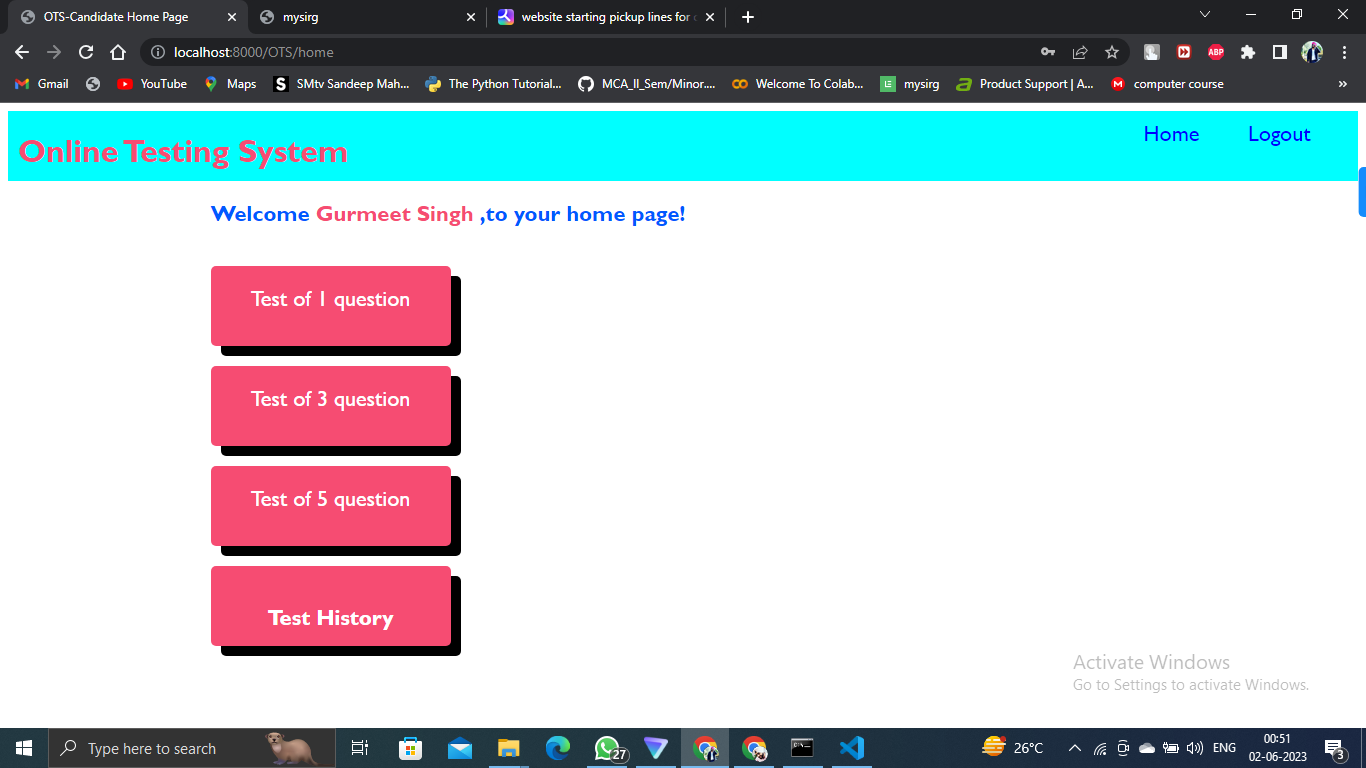 OTS-Candidate Home Page
mysirg
website starting pickup lines for
localhost:8000/OTS/home
ABP
Gmail
YouTube
Maps
S
SMtv Sandeep Mah...
The Python Tutorial...
MCA_II_Sem/Minor....
Welcome To Colab...
LE
mysirg
Product Support | A...
M
computer course
»
Online Testing System
Home
Logout
Welcome Gurmeet Singh ,to your home page!
Test of 1 question
Test of 3 question
Test of 5 question
Test History
Activate Windows
Go to Settings to activate Windows.
Type here to search
27
26°C
ENG
00:51
02-06-2023
3